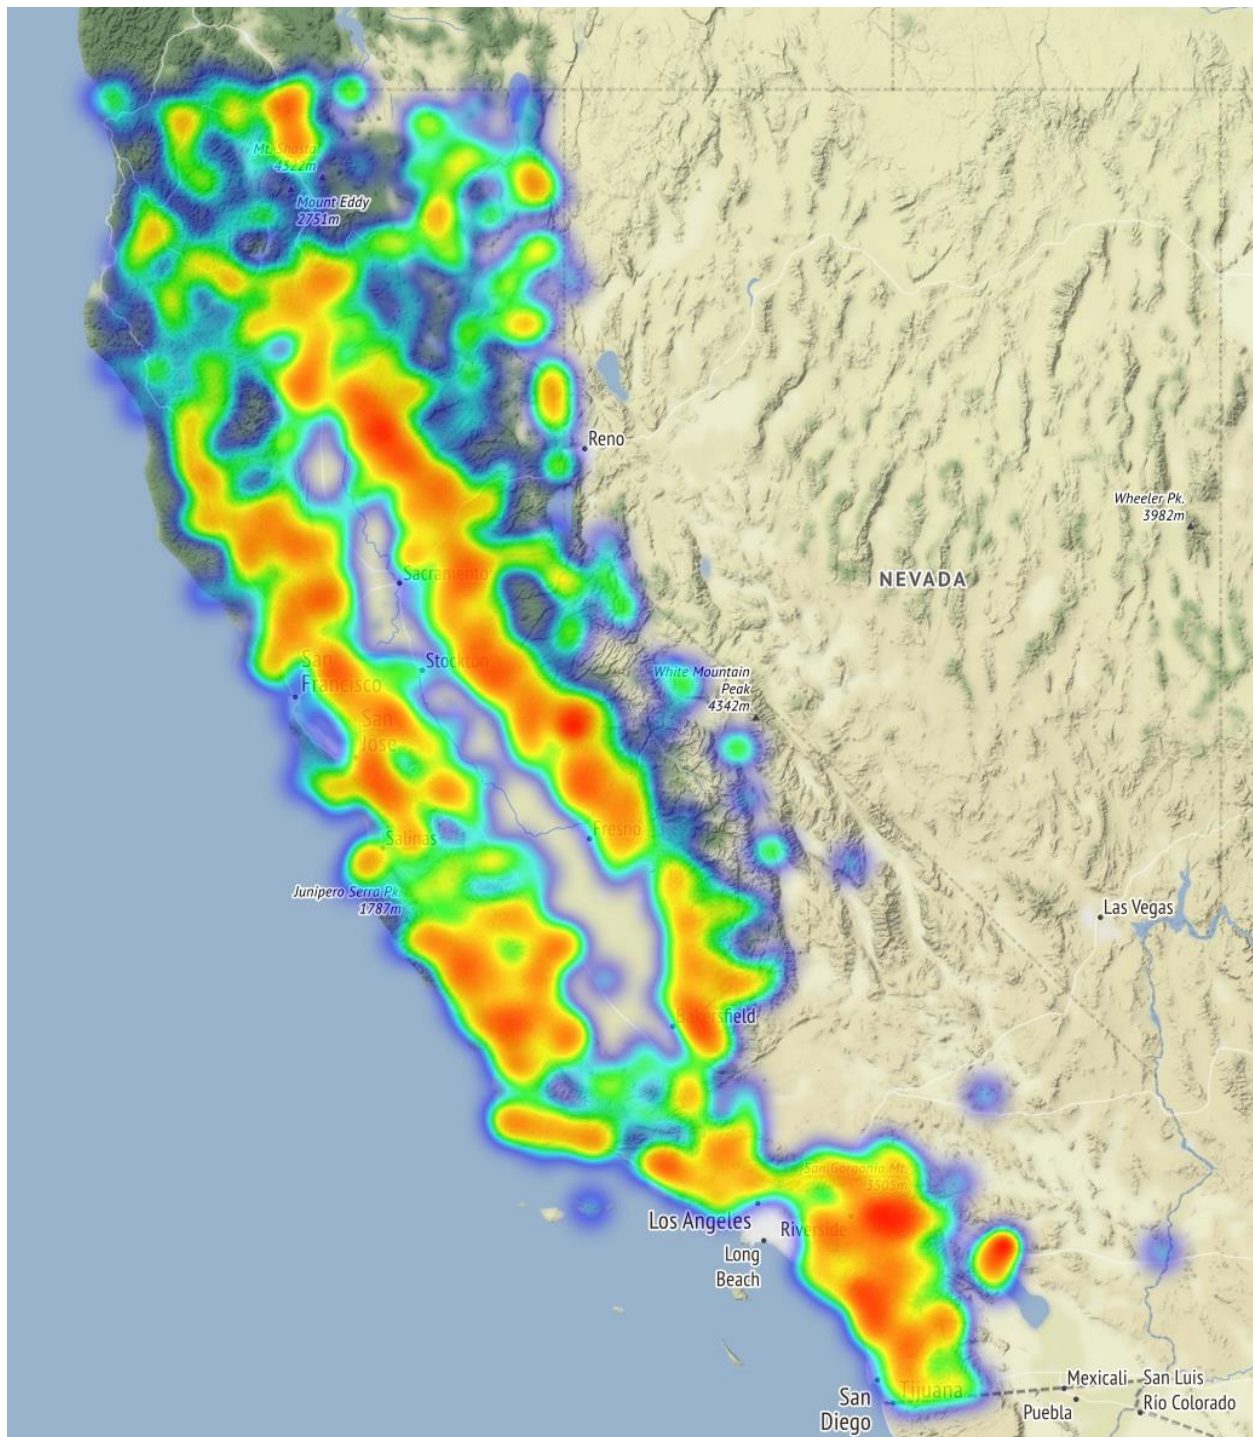 Mt. Shasta
4322m
Mount Eddy
2751m
Reno
Wheeler Pk.
3982m
NEVADA
Sacramento
San
Francisco
Stockton
White Mountain
Peak
4342m
San
Jose
Fresno
Salinas
Junipero Serra Pk.
1787m
Las Vegas
Bakersfield
San Gorgonio Mt.
3505m
Los Angeles
Riverside
Long
Beach
San
Diego
Tijuana
Mexicali
Puebla
San Luis
Río Colorado